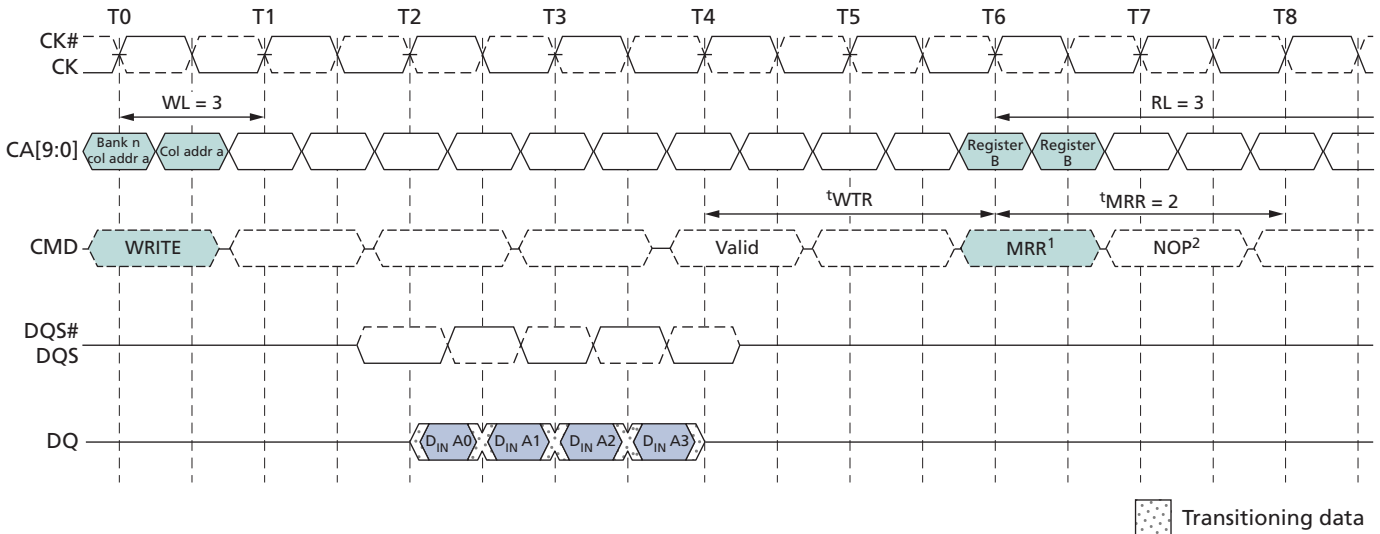 T0 T1 T2 T3 T4 T5 T6 T7 T8
CK#
CK
WL = 3 RL = 3
CA[9:0] Bank n col addr a Col addr a Register B Register B
tWTR tMRR = 2
CMD WRITE Valid MRR1 NOP2
DQS#
DQS
DQ DIN A0 DIN A1 DIN A2 DIN A3
Transitioning data